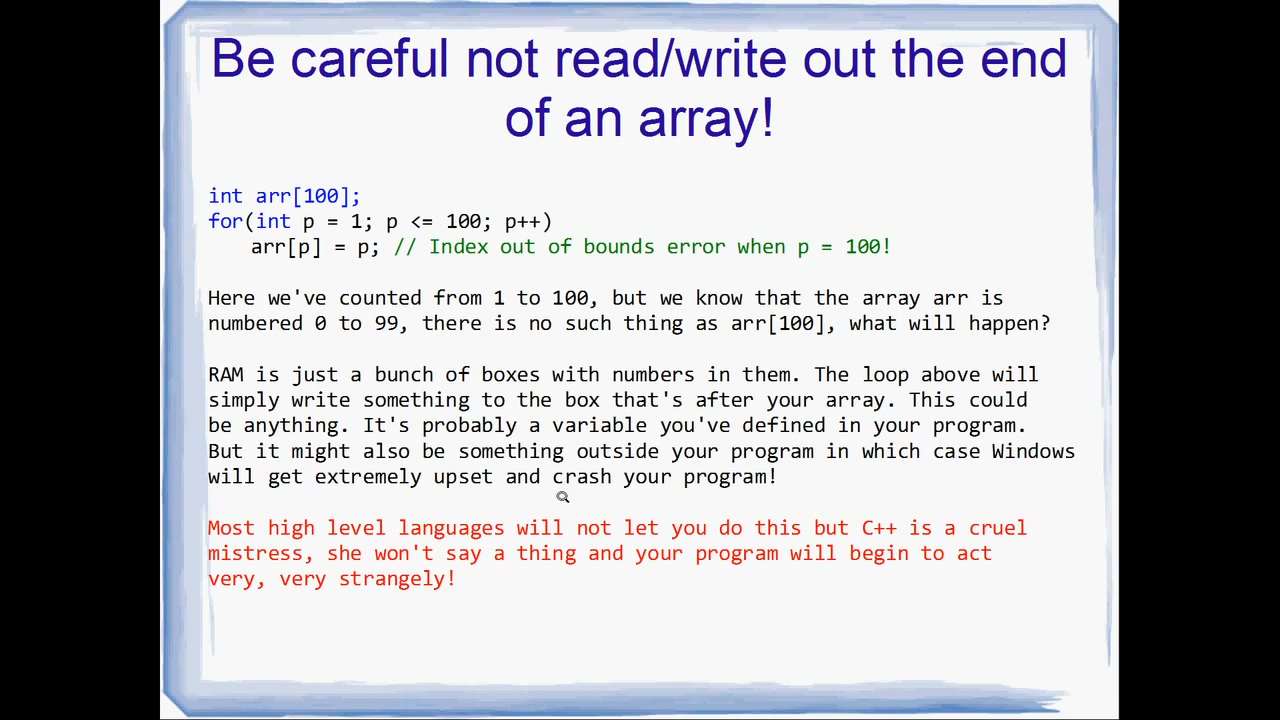 Be careful not read/write out the end
of an array!
int arr[100];
for(int p = 1; p <= 100; p++)
arr[p] = p; // Index out of bounds error when p = 100!
Here we've counted from 1 to 100, but we know that the array arr is
numbered 0 to 99, there is no such thing as arr[100], what will happen?
RAM is just a bunch of boxes with numbers in them. The loop above will
simply write something to the box that's after your array. This could
be anything. It's probably a variable you've defined in your program.
But it might also be something outside your program in which case Windows
will get extremely upset and crash your program!
Most high level languages will not let you do this but C++ is a cruel
mistress, she won't say a thing and your program will begin to act
very, very strangely!